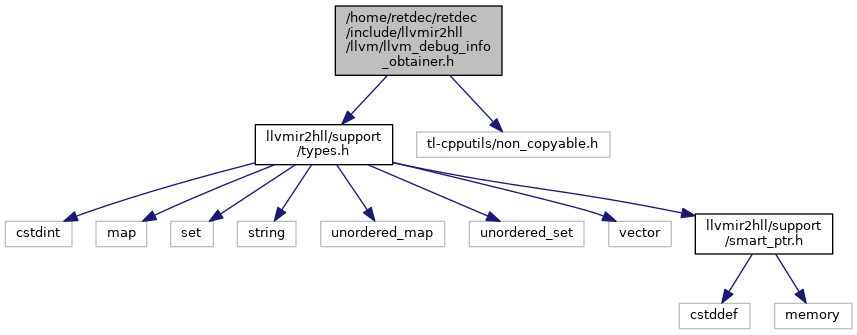 /home/retdec/retdec
/include/llvmir2hll
/llvm/llvm_debug_info
_obtainer.h
llvmir2hll/support
/types.h
tl-cpputils/non_copyable.h
cstdint
map
set
string
unordered_map
unordered_set
vector
llvmir2hll/support
/smart_ptr.h
cstddef
memory